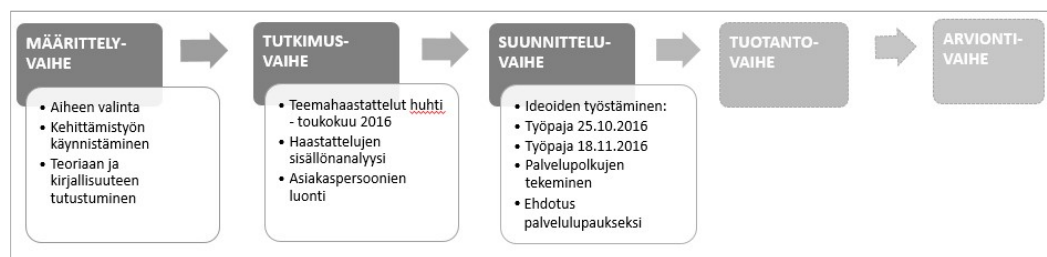 MÄÄRITTELY-
VAIHE
• Aiheen valinta
• Kehittämistyön
käynnistäminen
• Teoriaan ja
kirjallisuuteen
tutustuminen
TUTKIMUS-
VAIHE
• Teemahaastattelut huhti
- toukokuu 2016
• Haastattelujen
sisällönanalyysi
• Asiakaspersoonien
luonti
SUUNNITTELU-
VAIHE
• Ideoiden työstäminen:
• Työpaja 25.10.2016
• Työpaja 18.11.2016
• Palvelupolkujen
tekeminen
• Ehdotus
palvelulupaukseksi
TUOTANTO-
VAIHE
ARVIONTI-
VAIHE